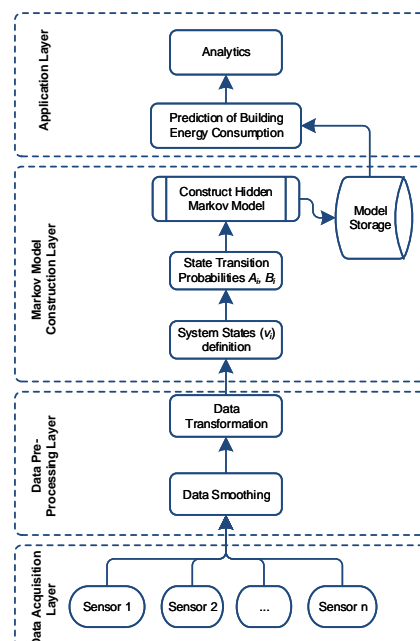 Application Layer
Analytics
Prediction of Building
Energy Consumption
Markov Model
Construction Layer
Construct Hidden
Markov Model
Model
Storage
State Transition
Probabilities Aᵢ, Bᵢ
System States (vᵢ)
definition
Data Pre-
Processing Layer
Data
Transformation
Data Smoothing
Data Acquisition
Layer
Sensor 1
Sensor 2
...
Sensor n